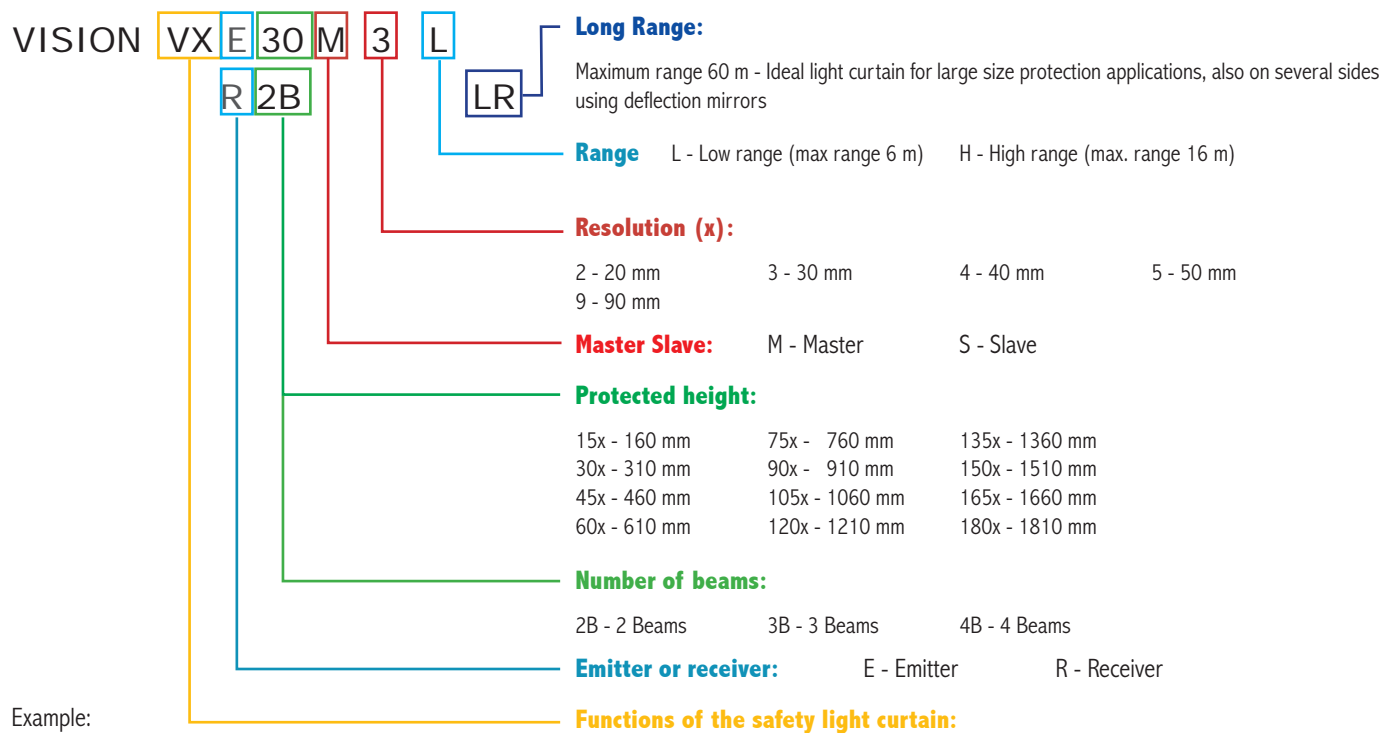 VISION VX E 30 M 3 L
R 2B LR
Long Range:
Maximum range 60 m - Ideal light curtain for large size protection applications, also on several sides
using deflection mirrors
Range L - Low range (max range 6 m) H - High range (max. range 16 m)
Resolution (x):
2 - 20 mm 3 - 30 mm 4 - 40 mm 5 - 50 mm
9 - 90 mm
Master Slave: M - Master S - Slave
Protected height:
15x - 160 mm 75x - 760 mm 135x - 1360 mm
30x - 310 mm 90x - 910 mm 150x - 1510 mm
45x - 460 mm 105x - 1060 mm 165x - 1660 mm
60x - 610 mm 120x - 1210 mm 180x - 1810 mm
Number of beams:
2B - 2 Beams 3B - 3 Beams 4B - 4 Beams
Emitter or receiver: E - Emitter R - Receiver
Example: Functions of the safety light curtain: